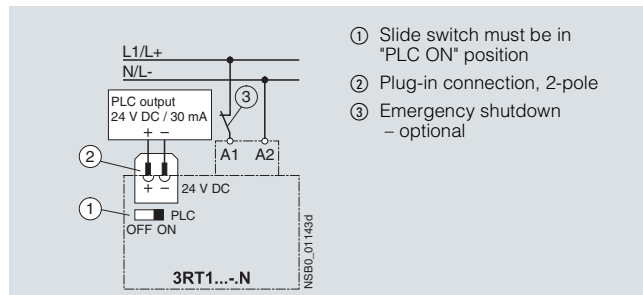 L1/L+
N/L-
PLC output
24 V DC / 30 mA
+ −
3
A1 A2
2
+ − 24 V DC
1
PLC
OFF ON
3RT1...-.N
NSB0_01143d
① Slide switch must be in
"PLC ON" position
② Plug-in connection, 2-pole
③ Emergency shutdown
– optional